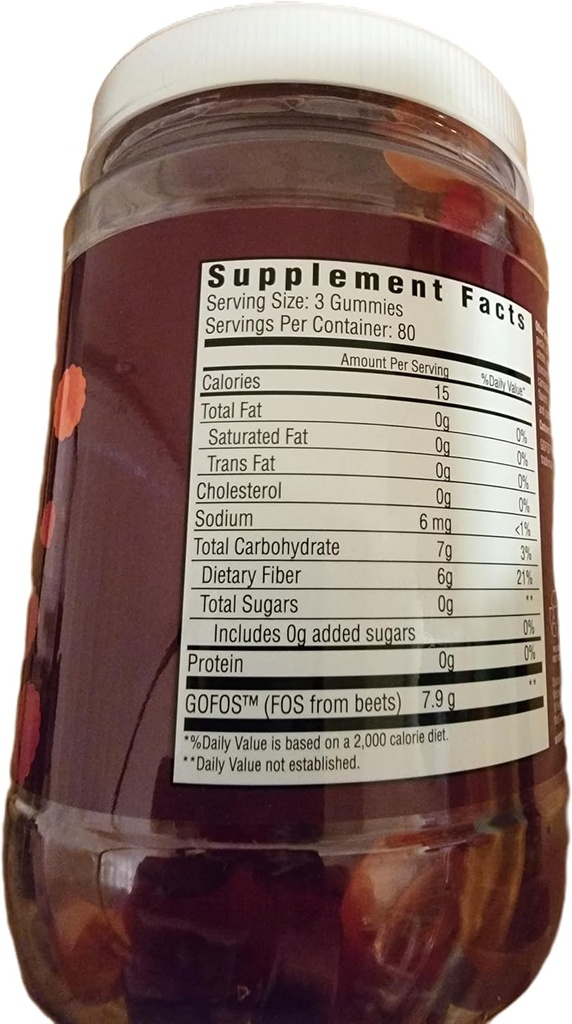 Supplement Facts
Serving Size: 3 Gummies
Servings Per Container: 80
Amount Per Serving %Daily Value*
Calories 15
Total Fat 0g 0%
Saturated Fat 0g 0%
Trans Fat 0g 0%
Cholesterol 0g 0%
Sodium 6 mg <1%
Total Carbohydrate 7g 3%
Dietary Fiber 6g 21%
Total Sugars 0g **
Includes 0g added sugars 0%
Protein 0g 0%
GOFOS™ (FOS from beets) 7.9 g **
*%Daily Value is based on a 2,000 calorie diet.
**Daily Value not established.